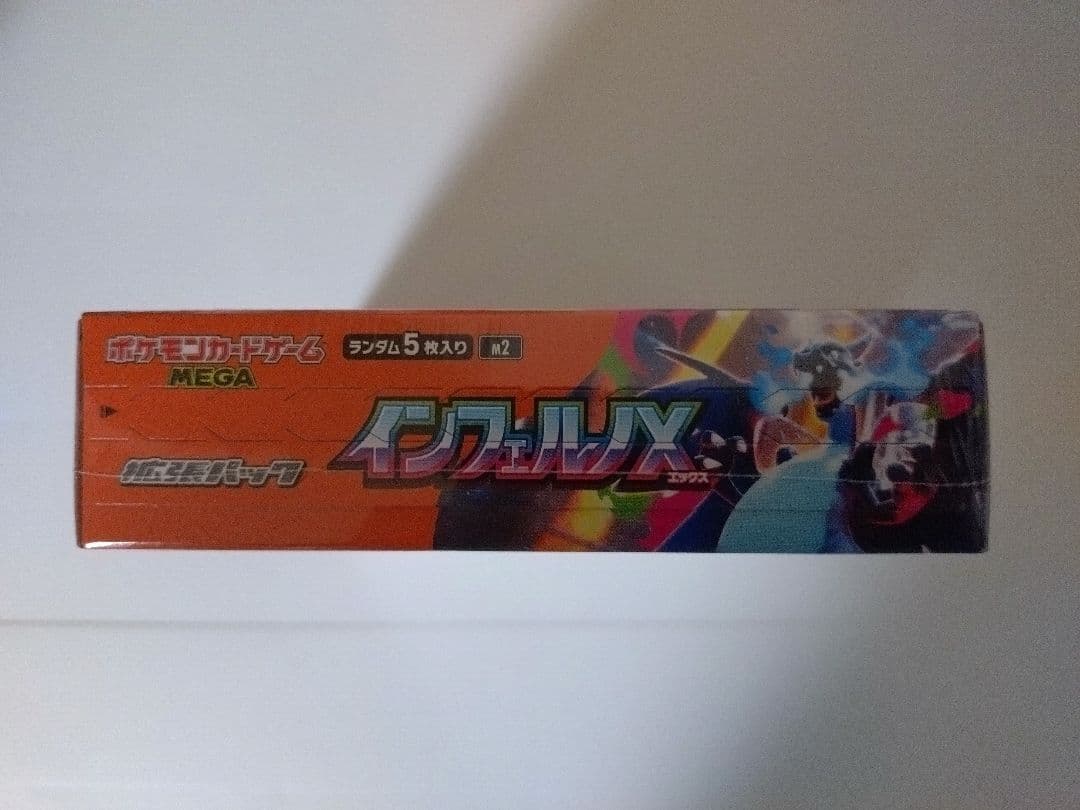 ポケモンカードゲーム
MEGA
ランダム5枚入り
M2
拡張パック
インフェルノX
エックス